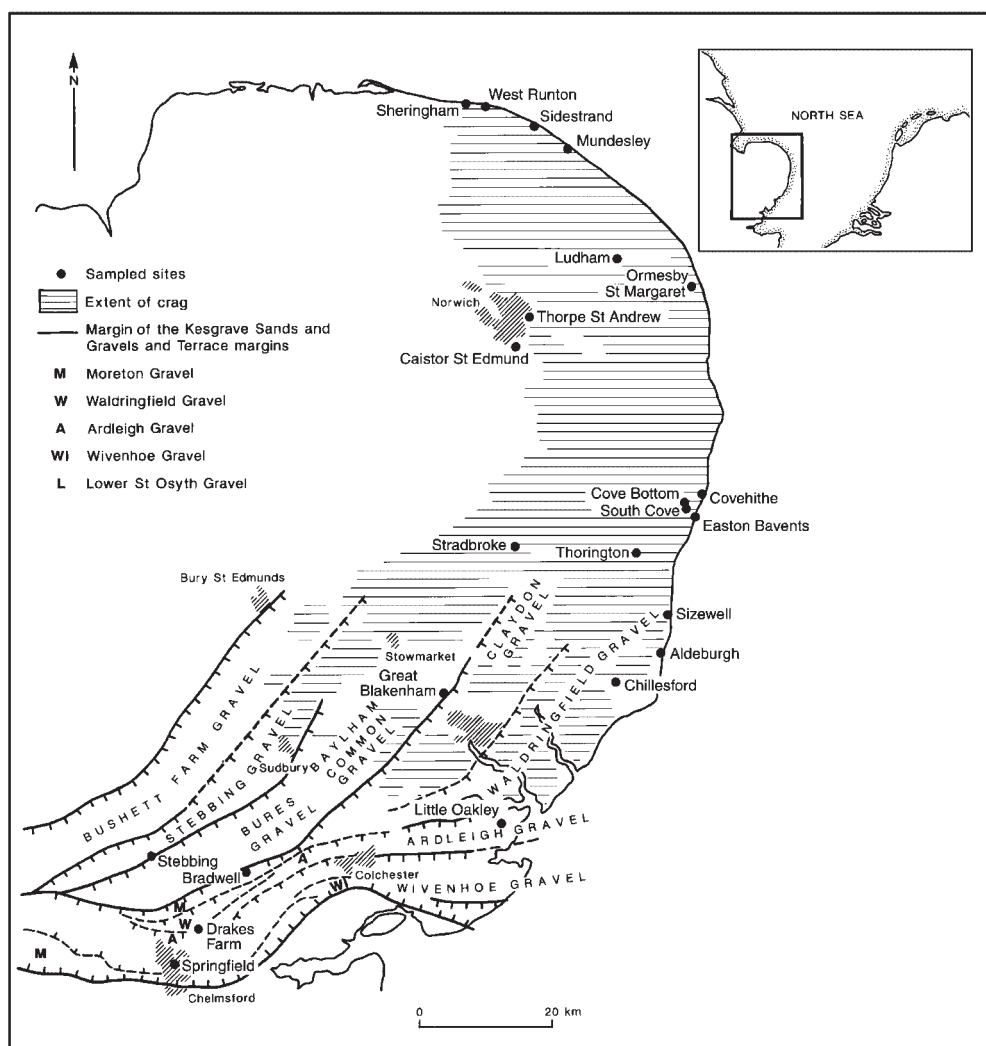 N
West Runton
Sheringham
Sidestrand
Mundesley
NORTH SEA
Ludham
Ormesby
St Margaret
Norwich
Thorpe St Andrew
Caistor St Edmund
Sampled sites
Extent of crag
Margin of the Kesgrave Sands and
Gravels and Terrace margins
M Moreton Gravel
W Waldringfield Gravel
A Ardleigh Gravel
WI Wivenhoe Gravel
L Lower St Osyth Gravel
Cove Bottom
Covehithe
South Cove
Easton Bavents
Stradbroke
Thorington
Bury St Edmunds
Sizewell
Stowmarket
Aldeburgh
Great
Blakenham
Chillesford
CLAYDON
GRAVEL
WALDRINGFIELD GRAVEL
BUSHETT FARM GRAVEL
STEBBING GRAVEL
Sudbury
BAYLHAM
COMMON
GRAVEL
BURES
GRAVEL
Little Oakley
ARDLEIGH GRAVEL
Stebbing
Bradwell
A
Colchester
WI
WIVENHOE GRAVEL
M
W
A
Drakes
Farm
M
Springfield
Chelmsford
0 20 km